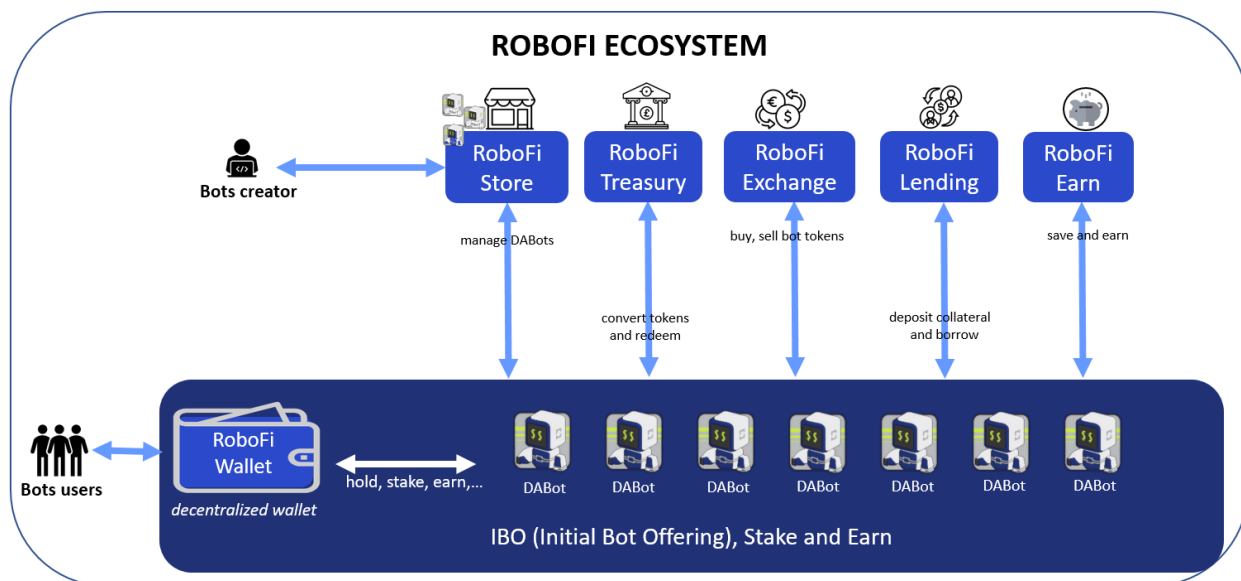 ROBOFI ECOSYSTEM
RoboFi
Store
RoboFi
Treasury
RoboFi
Exchange
RoboFi
Lending
RoboFi
Earn
Bots creator
manage DABots
buy, sell bot tokens
save and earn
convert tokens
and redeem
deposit collateral
and borrow
RoboFi
Wallet
decentralized wallet
Bots users
hold, stake, earn,...
$$
$$
$$
$$
$$
$$
$$
DABot
DABot
DABot
DABot
DABot
DABot
DABot
IBO (Initial Bot Offering), Stake and Earn